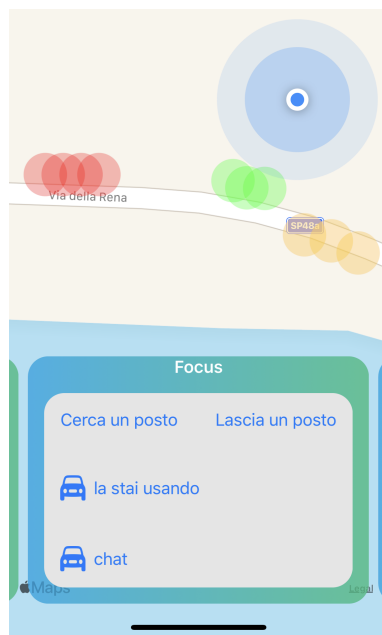 Via della Rena
SP48a
Focus
Cerca un posto
Lascia un posto
la stai usando
chat
Maps
Legal